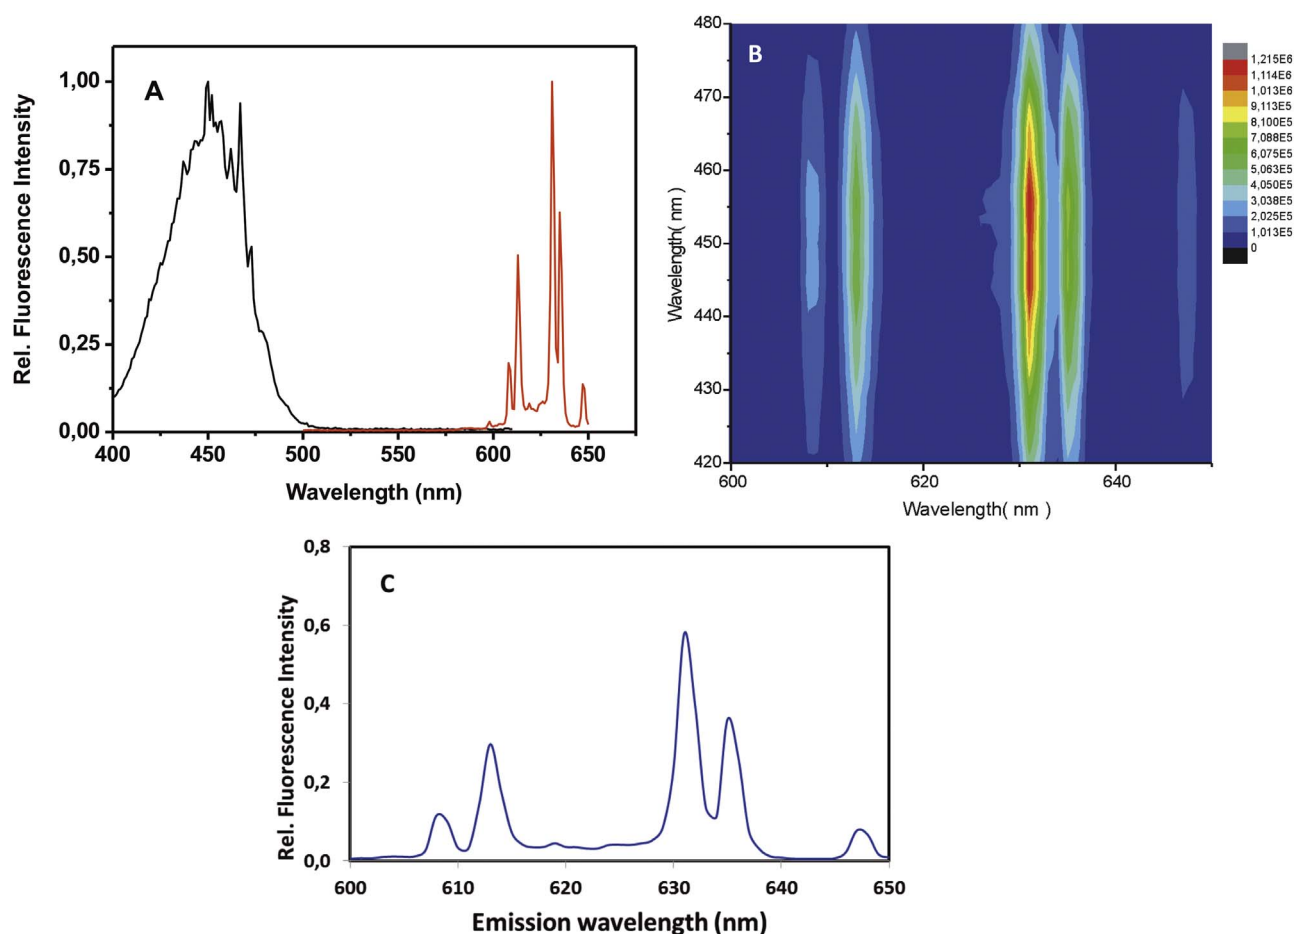 A
Rel. Fluorescence Intensity
1,00
0,75
0,50
0,25
0,00
400 450 500 550 600 650
Wavelength (nm)
B
Wavelength( nm )
480
470
460
450
440
430
420
600 620 640
Wavelength( nm )
1,215E6
1,114E6
1,013E6
9,113E5
8,100E5
7,088E5
6,075E5
5,063E5
4,050E5
3,038E5
2,025E5
1,013E5
0
C
Rel. Fluorescence Intensity
0,8
0,6
0,4
0,2
0,0
600 610 620 630 640 650
Emission wavelength (nm)